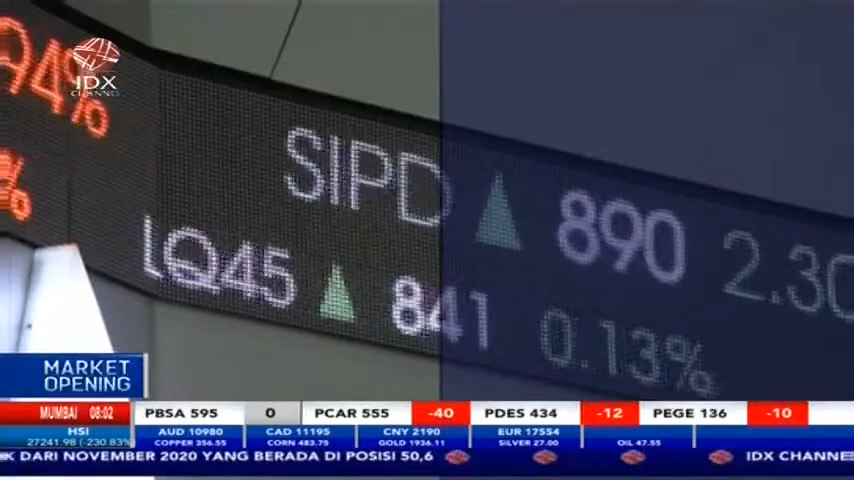 94%
%
IDX
CHANNEL
SIPD ▲ 890 2.30
LQ45 ▲ 841 0.13%
MARKET
OPENING
MUMBAI 08:02 PBSA 595 0 PCAR 555 -40 PDES 434 -12 PEGE 136 -10
HSI AUD 10980 CAD 11195 CNY 2190 EUR 17554
27241.98 (-230.83%) COPPER 356.55 CORN 483.75 GOLD 1936.11 SILVER 27.00 OIL 47.55
K DARI NOVEMBER 2020 YANG BERADA DI POSISI 50,6 IDX CHANNE